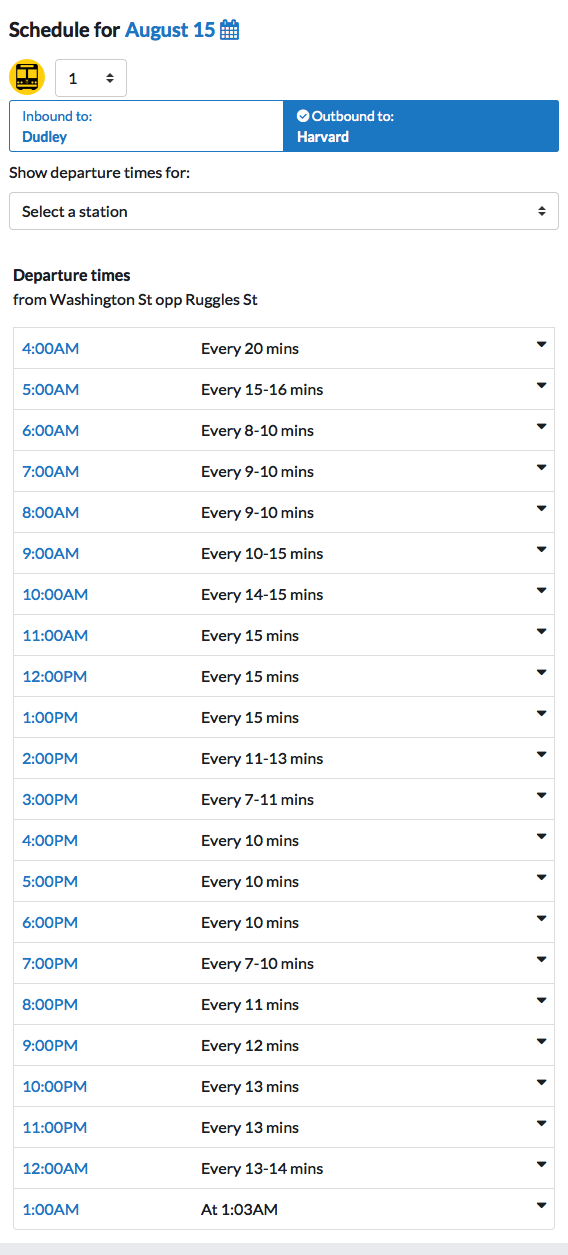 Schedule for August 15
1
Inbound to:
Dudley
Outbound to:
Harvard
Show departure times for:
Select a station
Departure times
from Washington St opp Ruggles St
4:00AM Every 20 mins
5:00AM Every 15-16 mins
6:00AM Every 8-10 mins
7:00AM Every 9-10 mins
8:00AM Every 9-10 mins
9:00AM Every 10-15 mins
10:00AM Every 14-15 mins
11:00AM Every 15 mins
12:00PM Every 15 mins
1:00PM Every 15 mins
2:00PM Every 11-13 mins
3:00PM Every 7-11 mins
4:00PM Every 10 mins
5:00PM Every 10 mins
6:00PM Every 10 mins
7:00PM Every 7-10 mins
8:00PM Every 11 mins
9:00PM Every 12 mins
10:00PM Every 13 mins
11:00PM Every 13 mins
12:00AM Every 13-14 mins
1:00AM At 1:03AM